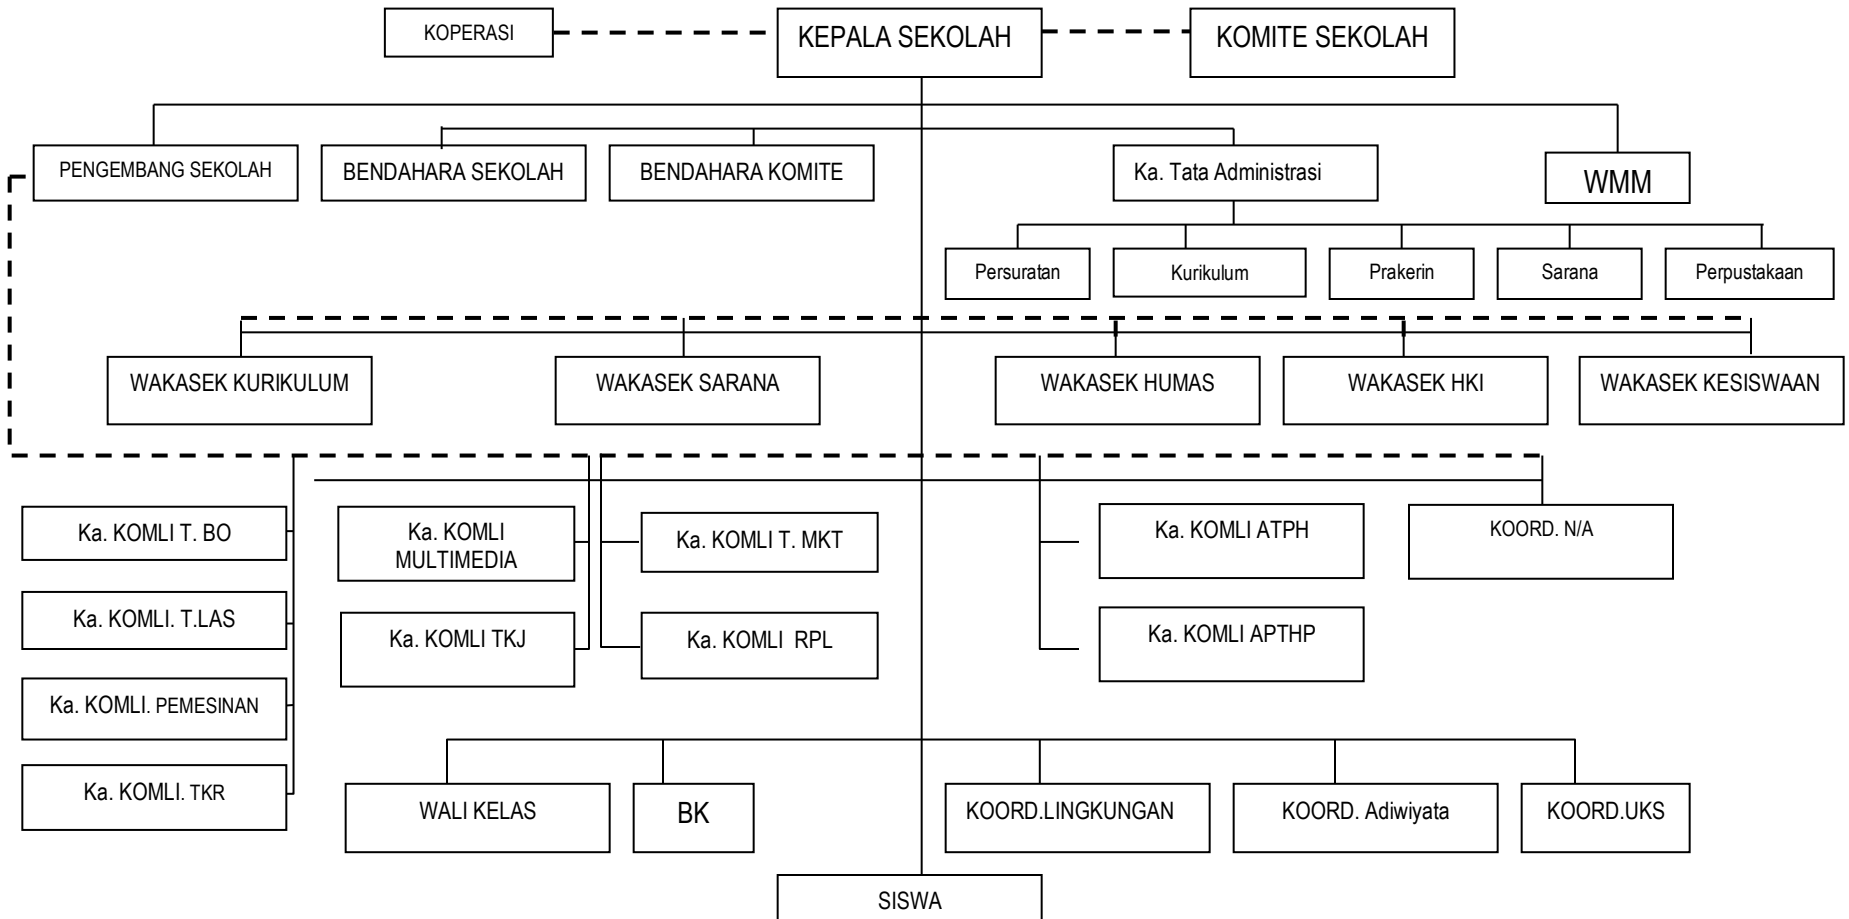 KOPERASI
KEPALA SEKOLAH
KOMITE SEKOLAH
PENGEMBANG SEKOLAH
BENDAHARA SEKOLAH
BENDAHARA KOMITE
Ka. Tata Administrasi
WMM
Persuratan
Kurikulum
Prakerin
Sarana
Perpustakaan
WAKASEK KURIKULUM
WAKASEK SARANA
WAKASEK HUMAS
WAKASEK HKI
WAKASEK KESISWAAN
Ka. KOMLI T. BO
Ka. KOMLI
MULTIMEDIA
Ka. KOMLI T. MKT
Ka. KOMLI ATPH
KOORD. N/A
Ka. KOMLI. T.LAS
Ka. KOMLI TKJ
Ka. KOMLI RPL
Ka. KOMLI APTHP
Ka. KOMLI. PEMESINAN
Ka. KOMLI. TKR
WALI KELAS
BK
KOORD.LINGKUNGAN
KOORD. Adiwiyata
KOORD.UKS
SISWA